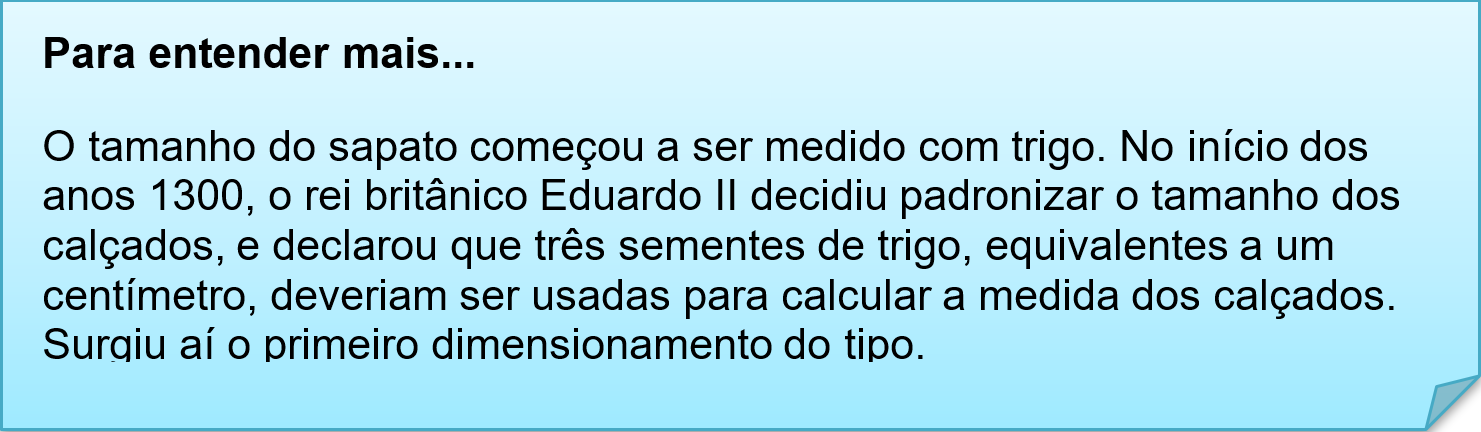 Para entender mais...
O tamanho do sapato começou a ser medido com trigo. No início dos
anos 1300, o rei britânico Eduardo II decidiu padronizar o tamanho dos
calçados, e declarou que três sementes de trigo, equivalentes a um
centímetro, deveriam ser usadas para calcular a medida dos calçados.
Surgiu aí o primeiro dimensionamento do tipo.